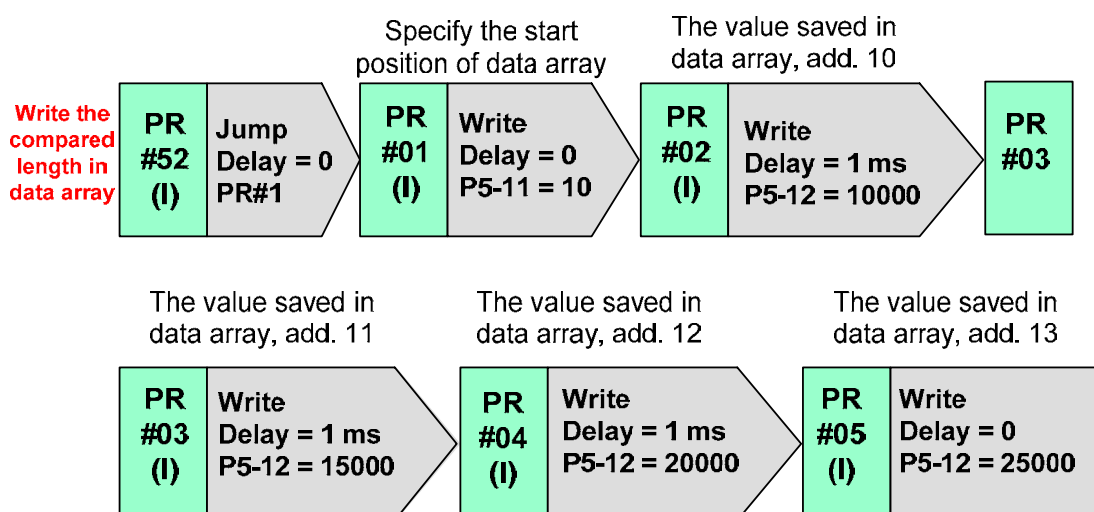 Specify the start
position of data array
The value saved in
data array, add. 10
Write the
compared
length in
data array
PR
#52
(I)
Jump
Delay = 0
PR#1
PR
#01
(I)
Write
Delay = 0
P5-11 = 10
PR
#02
(I)
Write
Delay = 1 ms
P5-12 = 10000
PR
#03
The value saved in
data array, add. 11
The value saved in
data array, add. 12
The value saved in
data array, add. 13
PR
#03
(I)
Write
Delay = 1 ms
P5-12 = 15000
PR
#04
(I)
Write
Delay = 1 ms
P5-12 = 20000
PR
#05
(I)
Write
Delay = 0
P5-12 = 25000